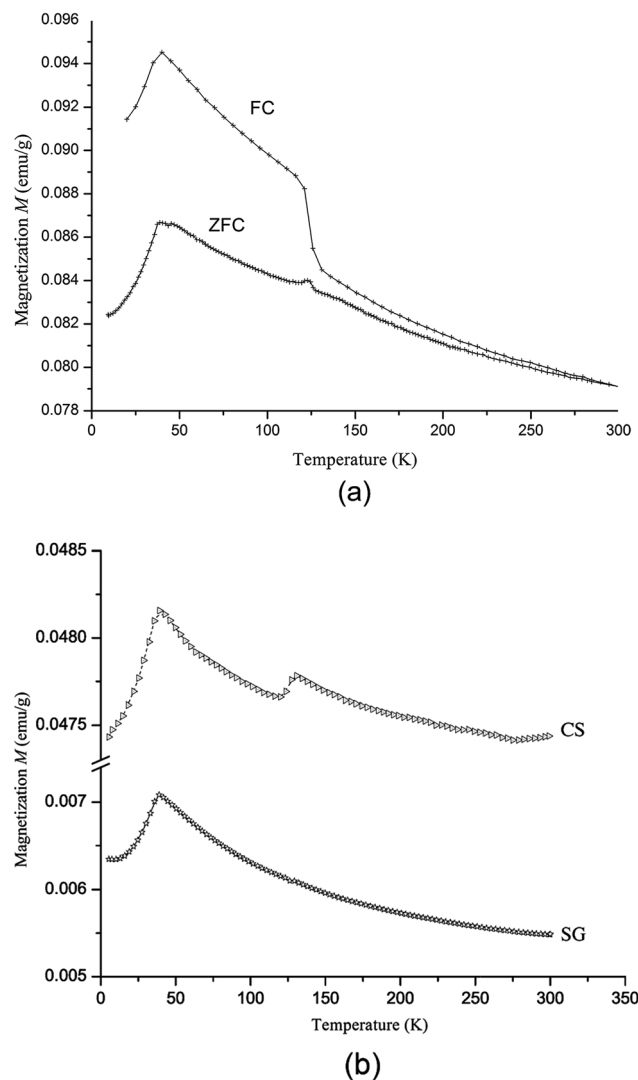 0.096
0.094
0.092
0.090
0.088
0.086
0.084
0.082
0.080
0.078
Magnetization M (emu/g)
FC
ZFC
0 50 100 150 200 250 300
Temperature (K)
(a)
0.0485
0.0480
0.0475
0.007
0.006
0.005
Magnetization M (emu/g)
CS
SG
0 50 100 150 200 250 300 350
Temperature (K)
(b)